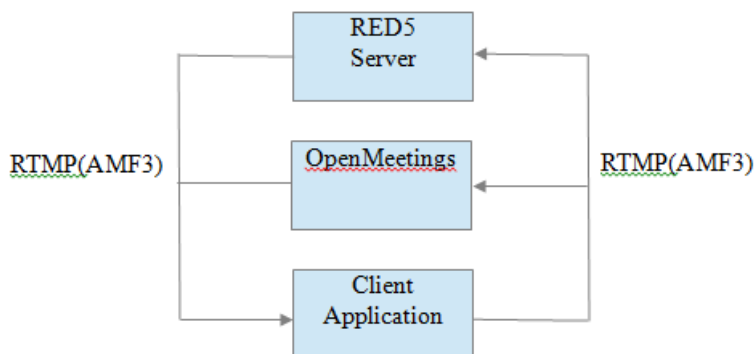 RED5
Server
RTMP(AMF3)
OpenMeetings
RTMP(AMF3)
Client
Application